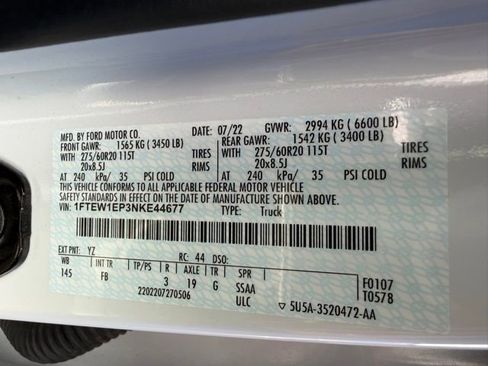 MFD. BY FORD MOTOR CO. 07/22 GVWR: 2994 KG ( 6600 LB)
FRONT GAWR: 1565 KG ( 3450 LB) REAR GAWR: 1542 KG ( 3400 LB)
WITH 275/60R20 115T TIRES WITH 275/60R20 115T TIRES
20x8.5J RIMS 20x8.5J RIMS
AT 240 kPa/ 35 PSI COLD AT 240 kPa/ 35 PSI COLD
THIS VEHICLE CONFORMS TO ALL APPLICABLE FEDERAL MOTOR VEHICLE
SAFETY STANDARDS IN EFFECT ON THE DATE OF MANUFACTURE SHOWN ABOVE.
VIN: 1FTEW1EP3NKE44677 TYPE: Truck
EXT PNT: YZ RC: 44 DSO:
WB INT TR TP/PS R AXLE TR SPR
145 FB 3 19 G SSAA F0107
2202207270506 ULC 5U5A-3520472-AA T0578